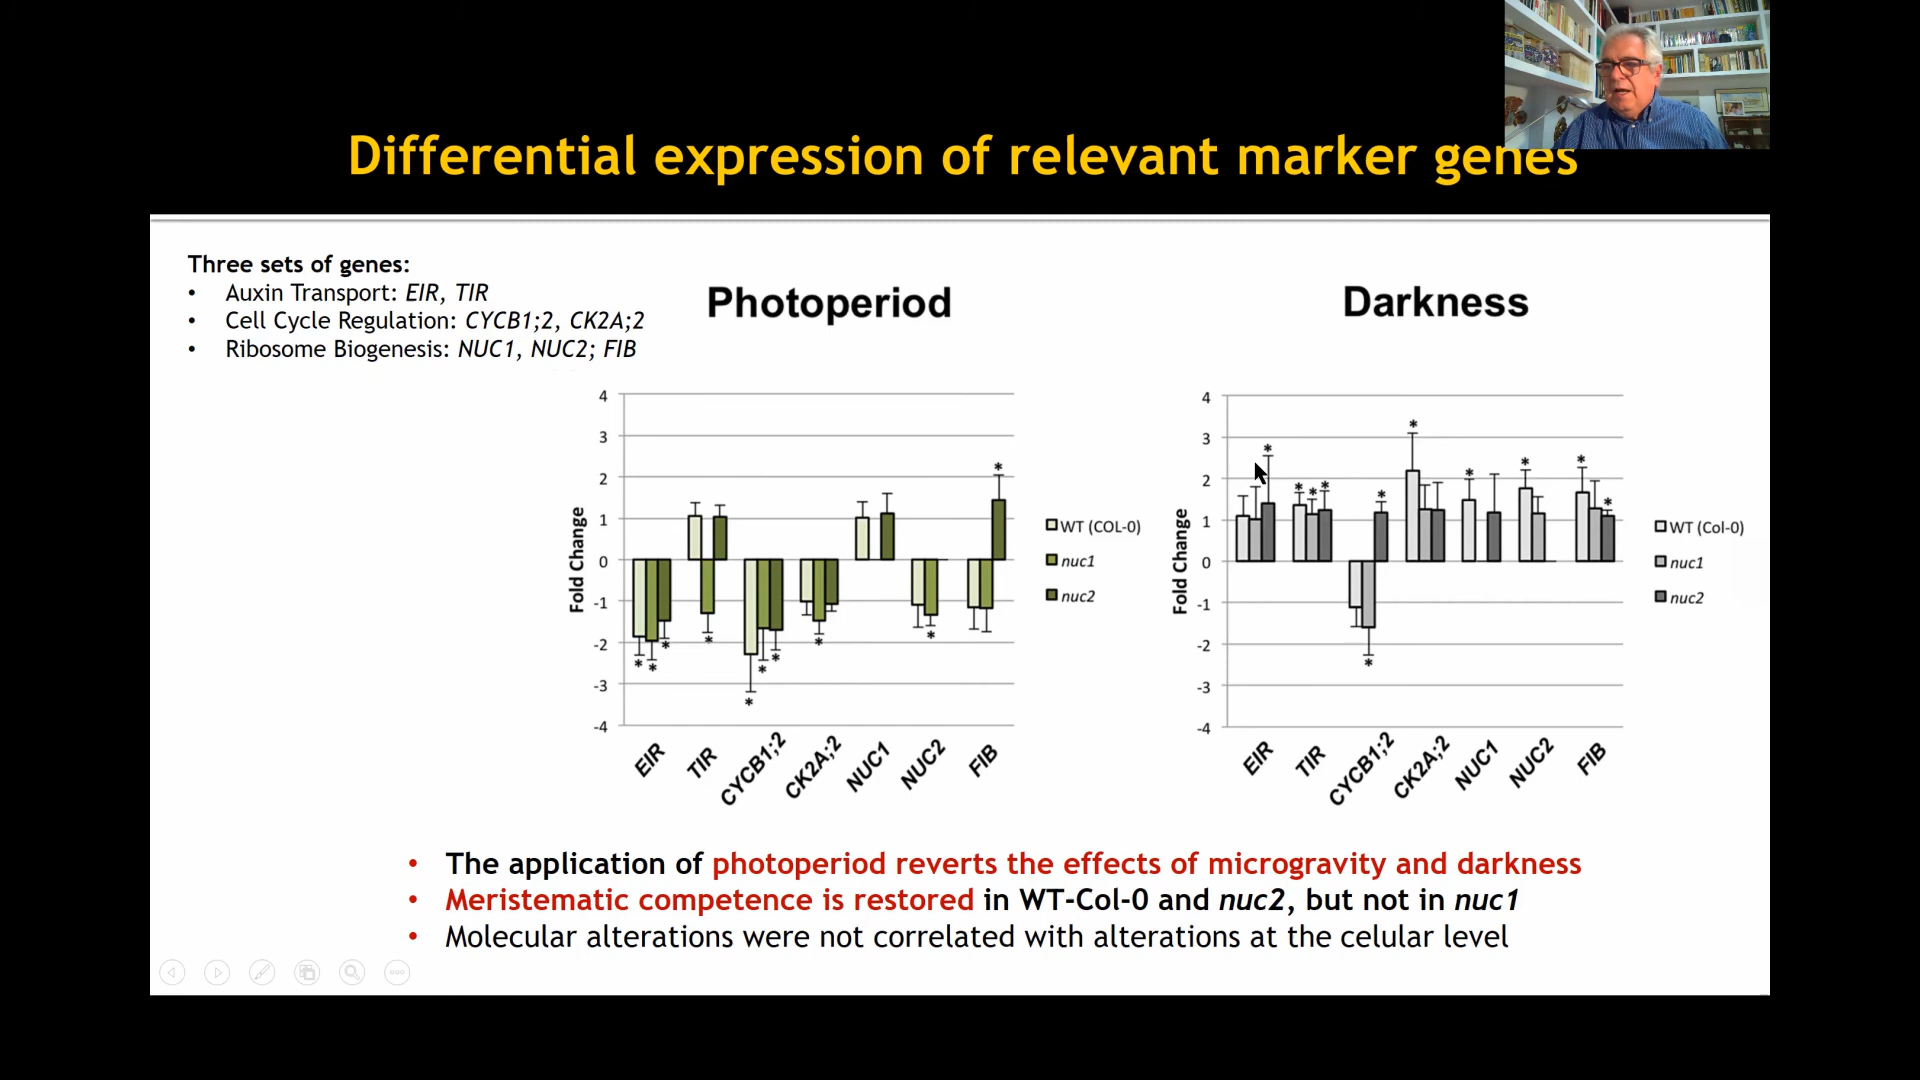 Differential expression of relevant marker genes
Three sets of genes:
• Auxin Transport: EIR, TIR
• Cell Cycle Regulation: CYCB1;2, CK2A;2
• Ribosome Biogenesis: NUC1, NUC2; FIB
Photoperiod
4
3
2
1
0
-1
-2
-3
-4
Fold Change
* * * * * * * * * *
EIR TIR CYCB1;2 CK2A;2 NUC1 NUC2 FIB
WT (COL-0)
nuc1
nuc2
Darkness
4
3
2
1
0
-1
-2
-3
-4
Fold Change
* * * * * * * * * * *
EIR TIR CYCB1;2 CK2A;2 NUC1 NUC2 FIB
WT (Col-0)
nuc1
nuc2
• The application of photoperiod reverts the effects of microgravity and darkness
• Meristematic competence is restored in WT-Col-0 and nuc2, but not in nuc1
• Molecular alterations were not correlated with alterations at the celular level